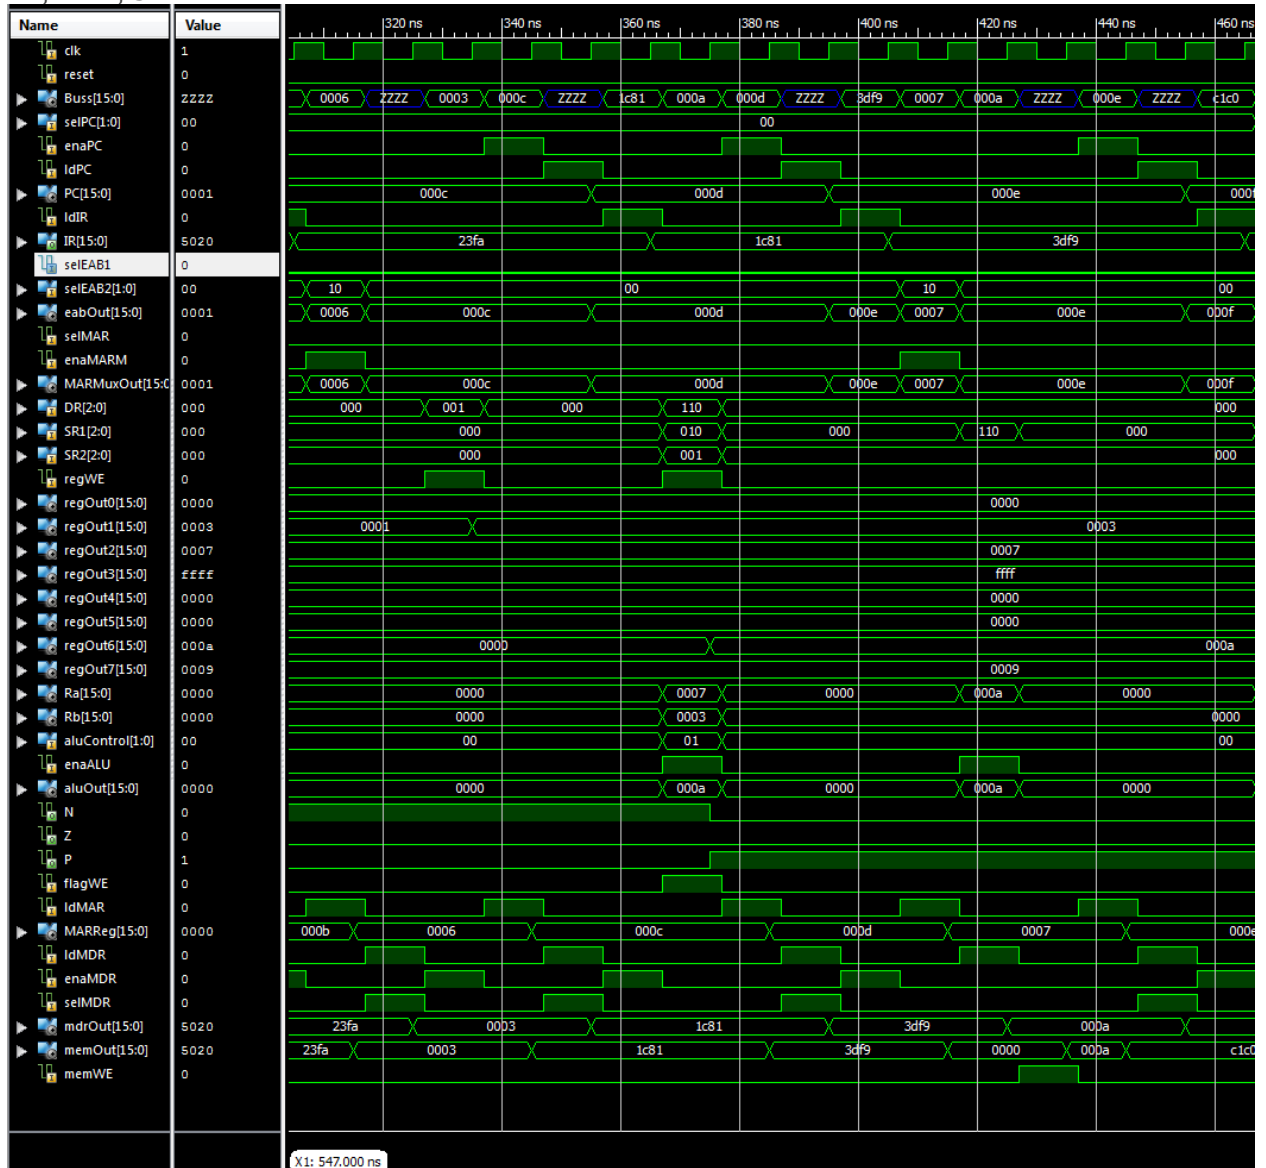 Name Value 320 ns 340 ns 360 ns 380 ns 400 ns 420 ns 440 ns 460 ns
clk 1
reset 0
Buss[15:0] ZZZZ 0006 ZZZZ 0003 000c ZZZZ 1c81 000a 000d ZZZZ 3df9 0007 000a ZZZZ 000e ZZZZ c1c0
selPC[1:0] 00 00
enaPC 0
ldPC 0
PC[15:0] 0001 000c 000d 000e 000f
ldIR 0
IR[15:0] 5020 23fa 1c81 3df9
selEAB1 0
selEAB2[1:0] 00 10 00 10 00
eabOut[15:0] 0001 0006 000c 000d 000e 0007 000e 000f
selMAR 0
enaMARM 0
MARMuxOut[15:0 0001 0006 000c 000d 000e 0007 000e 000f
DR[2:0] 000 000 001 000 110 000
SR1[2:0] 000 000 010 000 110 000
SR2[2:0] 000 000 001 000
regWE 0
regOut0[15:0] 0000 0000
regOut1[15:0] 0003 0001 0003
regOut2[15:0] 0007 0007
regOut3[15:0] ffff ffff
regOut4[15:0] 0000 0000
regOut5[15:0] 0000 0000
regOut6[15:0] 000a 0000 000a
regOut7[15:0] 0009 0009
Ra[15:0] 0000 0000 0007 0000 000a 0000
Rb[15:0] 0000 0000 0003 0000
aluControl[1:0] 00 00 01 00
enaALU 0
aluOut[15:0] 0000 0000 000a 0000 000a 0000
N 0
Z 0
P 1
flagWE 0
ldMAR 0
MARReg[15:0] 0000 000b 0006 000c 000d 0007 000e
ldMDR 0
enaMDR 0
selMDR 0
mdrOut[15:0] 5020 23fa 0003 1c81 3df9 000a
memOut[15:0] 5020 23fa 0003 1c81 3df9 0000 000a c1c0
memWE 0
X1: 547.000 ns